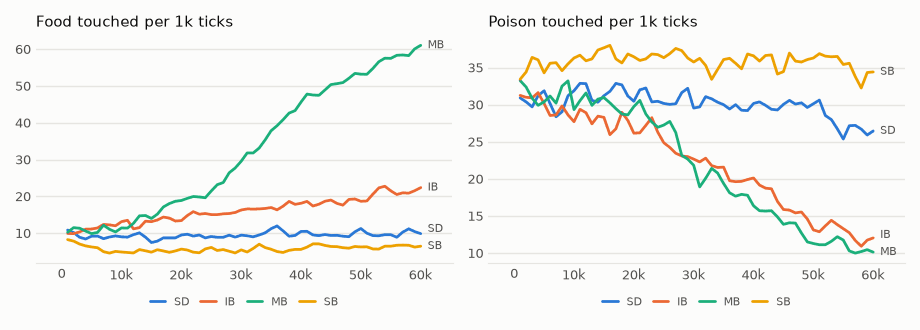 Food touched per 1k ticks
60
50
40
30
20
10
0 10k 20k 30k 40k 50k 60k
MB
IB
SD
SB
SD IB MB SB
Poison touched per 1k ticks
35
30
25
20
15
10
0 10k 20k 30k 40k 50k 60k
SB
SD
IB
MB
SD IB MB SB